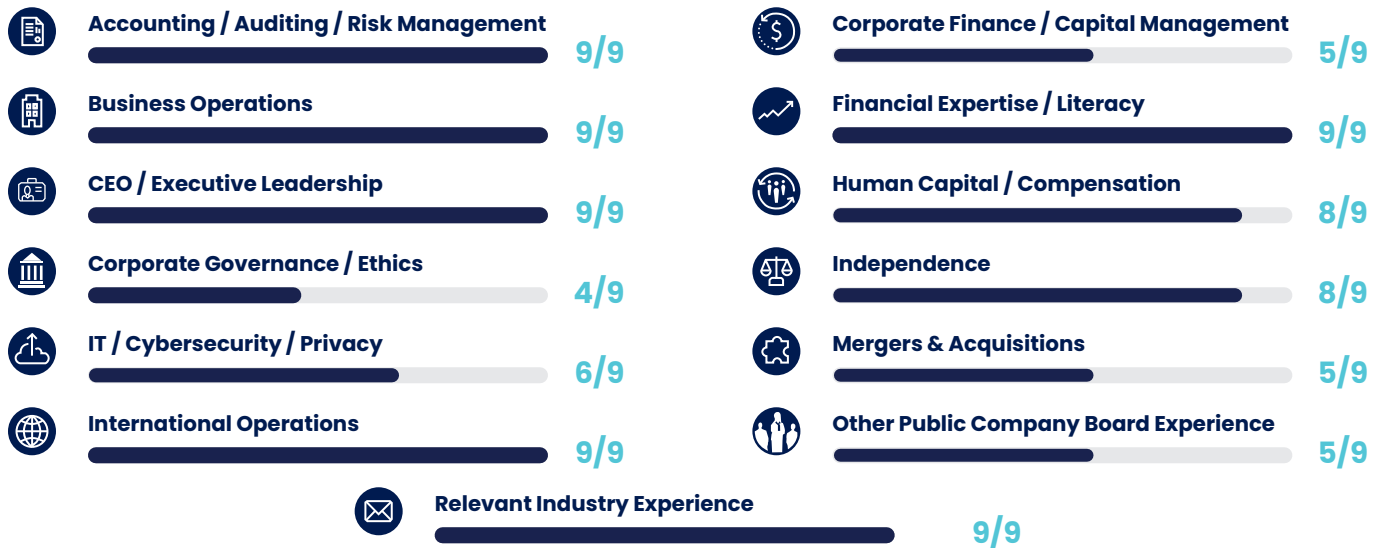 Accounting / Auditing / Risk Management
9/9
Business Operations
9/9
CEO / Executive Leadership
9/9
Corporate Governance / Ethics
4/9
IT / Cybersecurity / Privacy
6/9
International Operations
9/9
Corporate Finance / Capital Management
5/9
Financial Expertise / Literacy
9/9
Human Capital / Compensation
8/9
Independence
8/9
Mergers & Acquisitions
5/9
Other Public Company Board Experience
5/9
Relevant Industry Experience
9/9